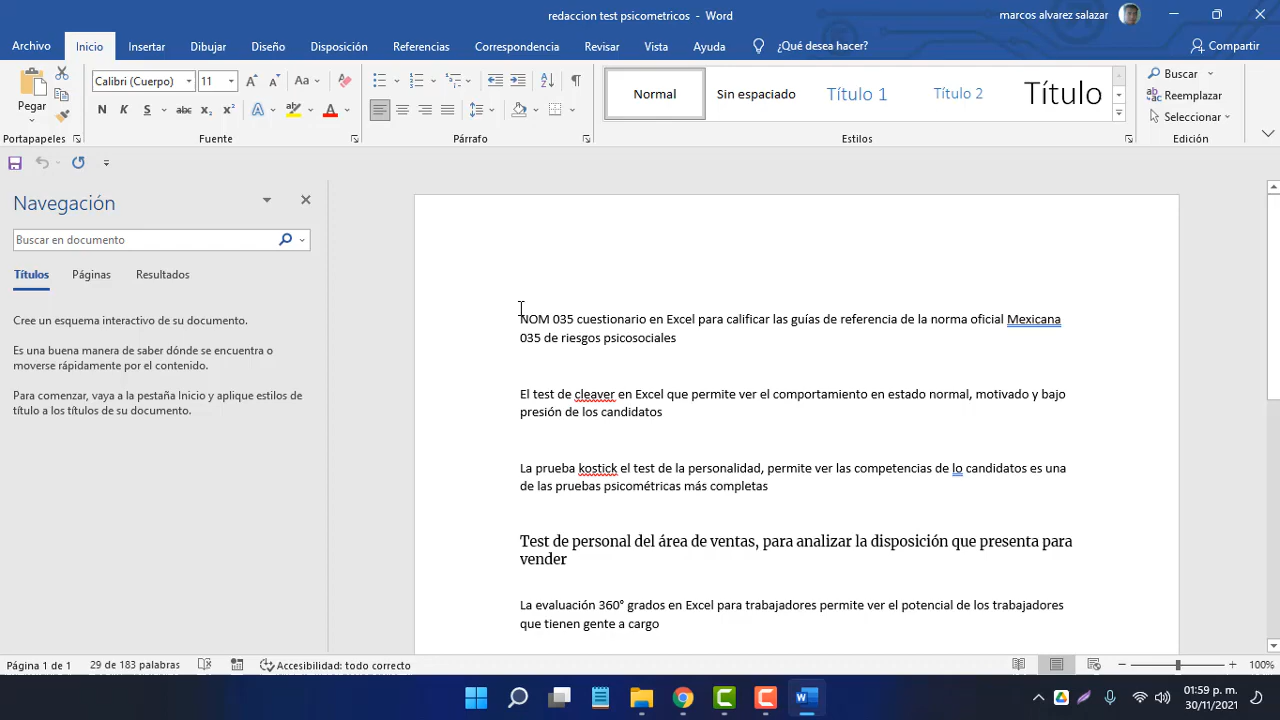 redaccion test psicometricos - Word
marcos alvarez salazar
Archivo Inicio Insertar Dibujar Diseño Disposición Referencias Correspondencia Revisar Vista Ayuda ¿Qué desea hacer? Compartir
Pegar
Calibri (Cuerpo) 11
Normal Sin espaciado Título 1 Título 2 Título
Buscar
Reemplazar
Seleccionar
Portapapeles Fuente Párrafo Estilos Edición
Navegación
Buscar en documento
Títulos Páginas Resultados
Cree un esquema interactivo de su documento.
Es una buena manera de saber dónde se encuentra o
moverse rápidamente por el contenido.
Para comenzar, vaya a la pestaña Inicio y aplique estilos de
título a los títulos de su documento.
NOM 035 cuestionario en Excel para calificar las guías de referencia de la norma oficial Mexicana
035 de riesgos psicosociales
El test de cleaver en Excel que permite ver el comportamiento en estado normal, motivado y bajo
presión de los candidatos
La prueba kostick el test de la personalidad, permite ver las competencias de lo candidatos es una
de las pruebas psicométricas más completas
Test de personal del área de ventas, para analizar la disposición que presenta para
vender
La evaluación 360° grados en Excel para trabajadores permite ver el potencial de los trabajadores
que tienen gente a cargo
Página 1 de 1 29 de 183 palabras Accesibilidad: todo correcto 100%
01:59 p. m.
30/11/2021